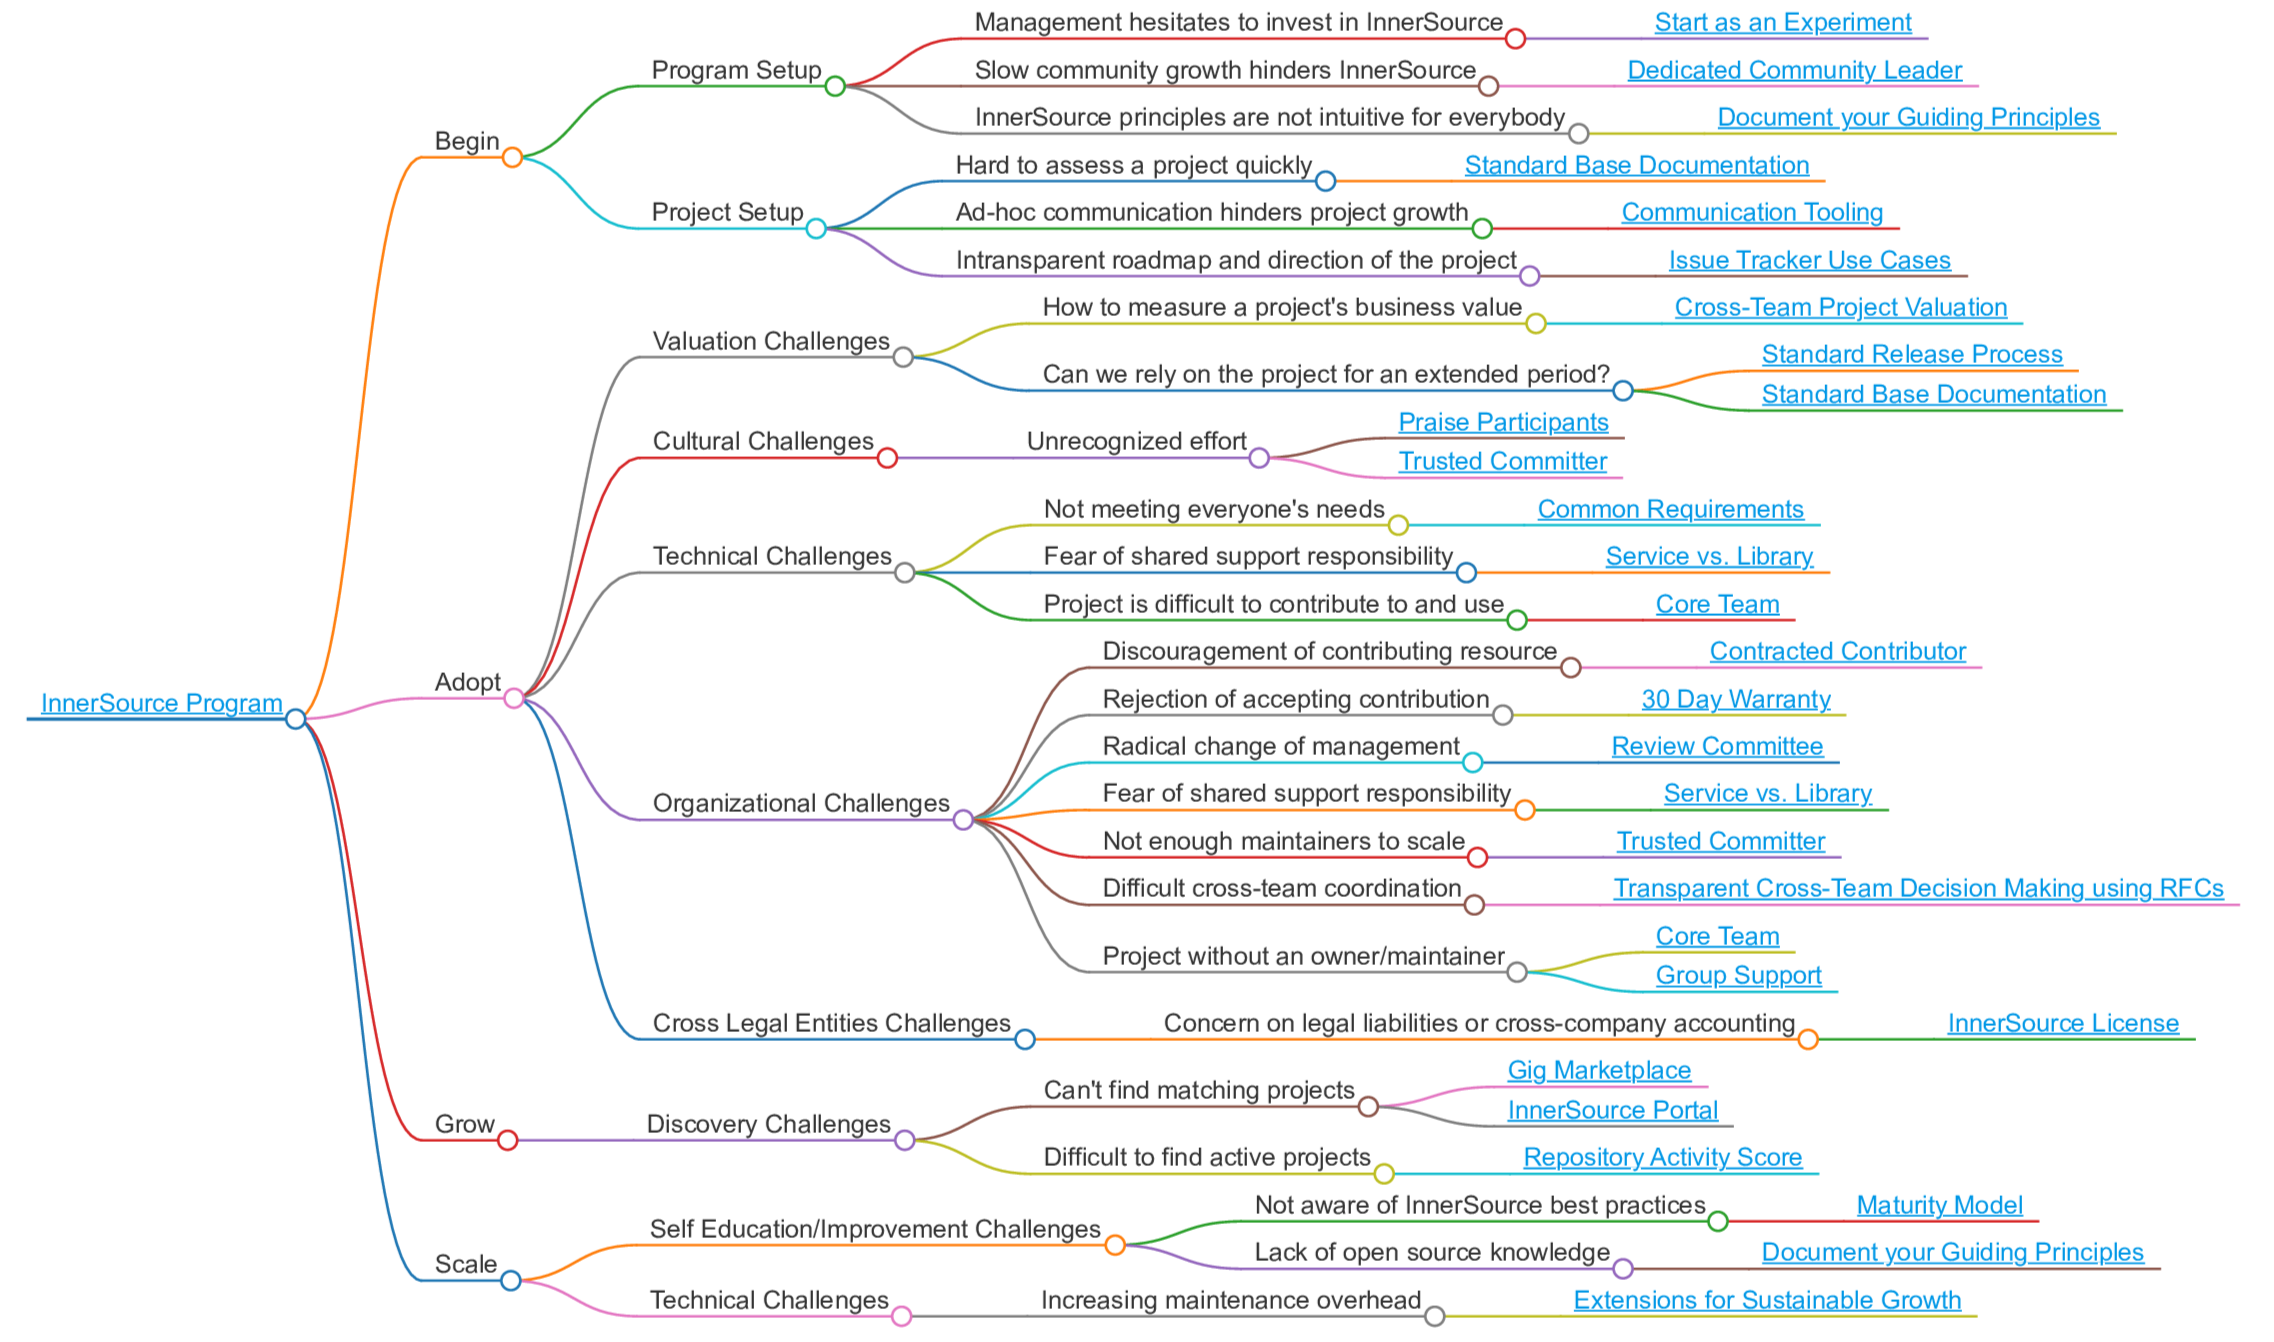 Management hesitates to invest in InnerSource
Start as an Experiment
Program Setup
Slow community growth hinders InnerSource
Dedicated Community Leader
InnerSource principles are not intuitive for everybody
Document your Guiding Principles
Begin
Hard to assess a project quickly
Standard Base Documentation
Project Setup
Ad-hoc communication hinders project growth
Communication Tooling
Intransparent roadmap and direction of the project
Issue Tracker Use Cases
How to measure a project's business value
Cross-Team Project Valuation
Valuation Challenges
Can we rely on the project for an extended period?
Standard Release Process
Standard Base Documentation
Cultural Challenges
Unrecognized effort
Praise Participants
Trusted Committer
Not meeting everyone's needs
Common Requirements
Technical Challenges
Fear of shared support responsibility
Service vs. Library
Project is difficult to contribute to and use
Core Team
Discouragement of contributing resource
Contracted Contributor
InnerSource Program
Adopt
Rejection of accepting contribution
30 Day Warranty
Radical change of management
Review Committee
Organizational Challenges
Fear of shared support responsibility
Service vs. Library
Not enough maintainers to scale
Trusted Committer
Difficult cross-team coordination
Transparent Cross-Team Decision Making using RFCs
Project without an owner/maintainer
Core Team
Group Support
Cross Legal Entities Challenges
Concern on legal liabilities or cross-company accounting
InnerSource License
Can't find matching projects
Gig Marketplace
InnerSource Portal
Grow
Discovery Challenges
Difficult to find active projects
Repository Activity Score
Not aware of InnerSource best practices
Maturity Model
Self Education/Improvement Challenges
Lack of open source knowledge
Document your Guiding Principles
Scale
Technical Challenges
Increasing maintenance overhead
Extensions for Sustainable Growth